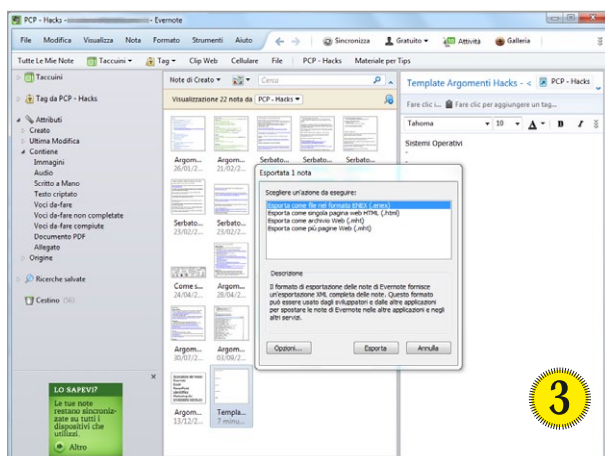 PCP - Hacks - - Evernote
File Modifica Visualizza Nota Formato Strumenti Aiuto Sincronizza Gratuito Attività Galleria
Tutte Le Mie Note Taccuini Tag Clip Web Cellulare File PCP - Hacks Materiale per Tips
Taccuini
Tag da PCP - Hacks
Attributi
Creato
Ultima Modifica
Contiene
Immagini
Audio
Scritto a Mano
Testo criptato
Voci da-fare
Voci da-fare non completate
Voci da-fare compiute
Documento PDF
Allegato
Origine
Ricerche salvate
Cestino (56)
LO SAPEVI?
Le tue note
restano sincroniz-
zate su tutti i
dispositivi che
utilizzi.
Altro
Note di Creato Cerca
Visualizzazione 22 nota da PCP - Hacks
Argom... Argom... Serbato... Serbato... Serbato...
26/01/2... 21/02/2...
Serbato... Serbato...
23/02/2... 23/02/2...
Come s... Argom...
24/04/2... 28/04/2...
Argom... Argom...
30/07/2... 03/09/2...
Argom... Templa...
13/12/2... 7 minu...
Template Argomenti Hacks - < PCP - Hacks
Fare clic i... Fare clic per aggiungere un tag...
Tahoma 10 A B I
Sistemi Operativi
Esportata 1 nota
Scegliere un'azione da eseguire:
Esporta come file nel formato ENEX (.enex)
Esporta come singola pagina web HTML (.html)
Esporta come archivio Web (.mht)
Esporta come più pagine Web (.mht)
Descrizione
Il formato di esportazione delle note di Evernote fornisce
un'esportazione XML completa delle note. Questo formato
può essere usato dagli sviluppatori e dalle altre applicazioni
per spostare le note di Evernote nelle altre applicazioni e negli
altri servizi.
Opzioni... Esporta Annulla
3